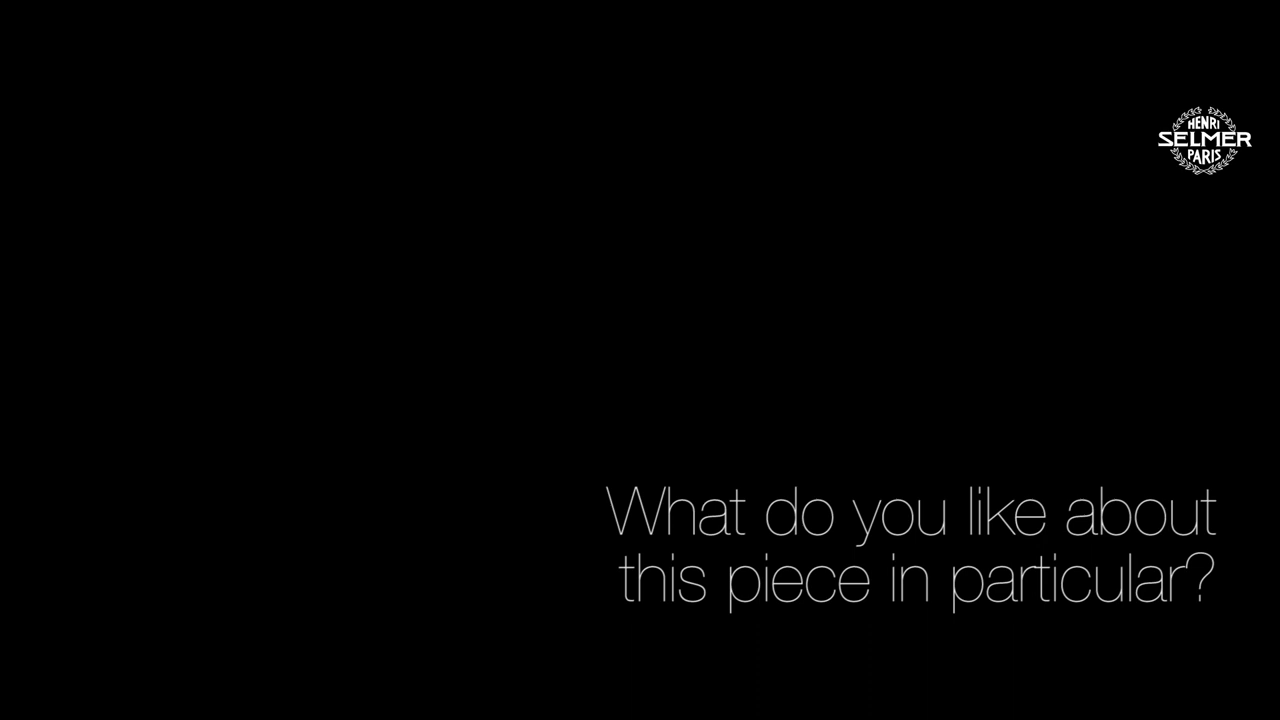 HENRI
SELMER
PARIS
What do you like about
this piece in particular?